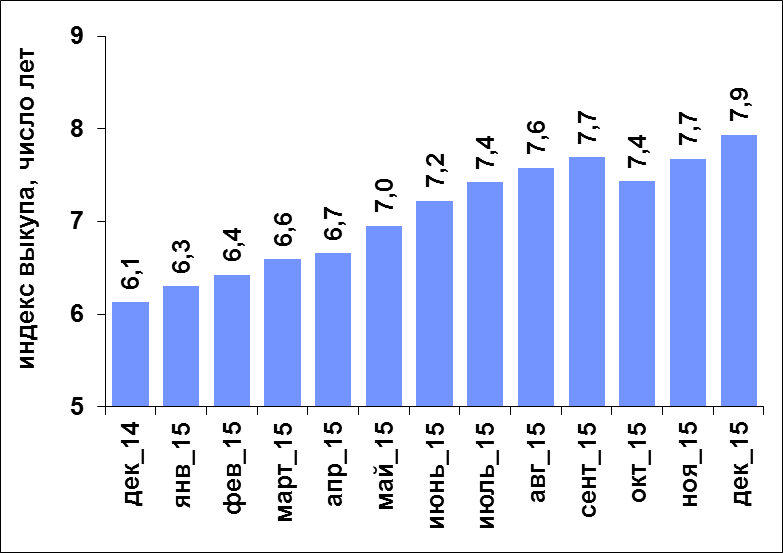 индекс выкупа, число лет
9
8
7
6
5
6,1
6,3
6,4
6,6
6,7
7,0
7,2
7,4
7,6
7,7
7,4
7,7
7,9
дек_14
янв_15
фев_15
март_15
апр_15
май_15
июнь_15
июль_15
авг_15
сент_15
окт_15
ноя_15
дек_15